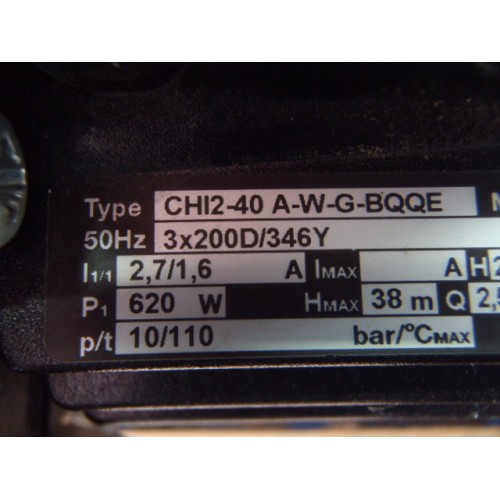 Type CHI2-40 A-W-G-BQQE
50Hz 3x200D/346Y
I1/1 2,7/1,6 A IMAX A H
P1 620 W HMAX 38 m Q 2,
p/t 10/110 bar/°CMAX